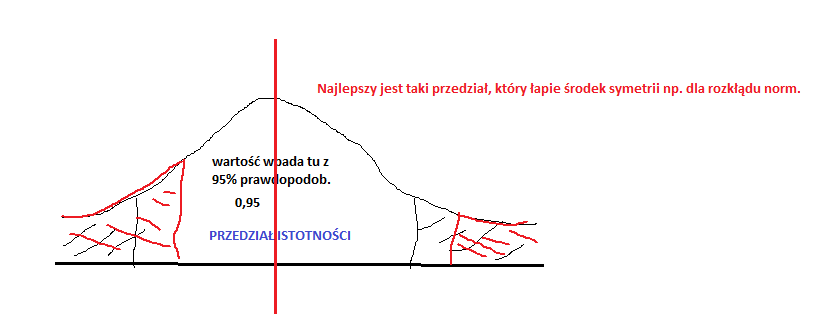 Najlepszy jest taki przedział, który łapie środek symetrii np. dla rozkłądu norm.
wartość wpada tu z
95% prawdopodob.
0,95
PRZEDZIAŁ ISTOTNOŚCI